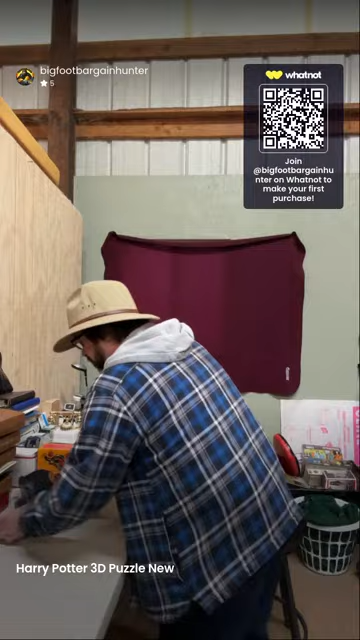 bigfootbargainhunter
★ 5
whatnot
Join
@bigfootbargainhu
nter on Whatnot to
make your first
purchase!
Harry Potter 3D Puzzle New